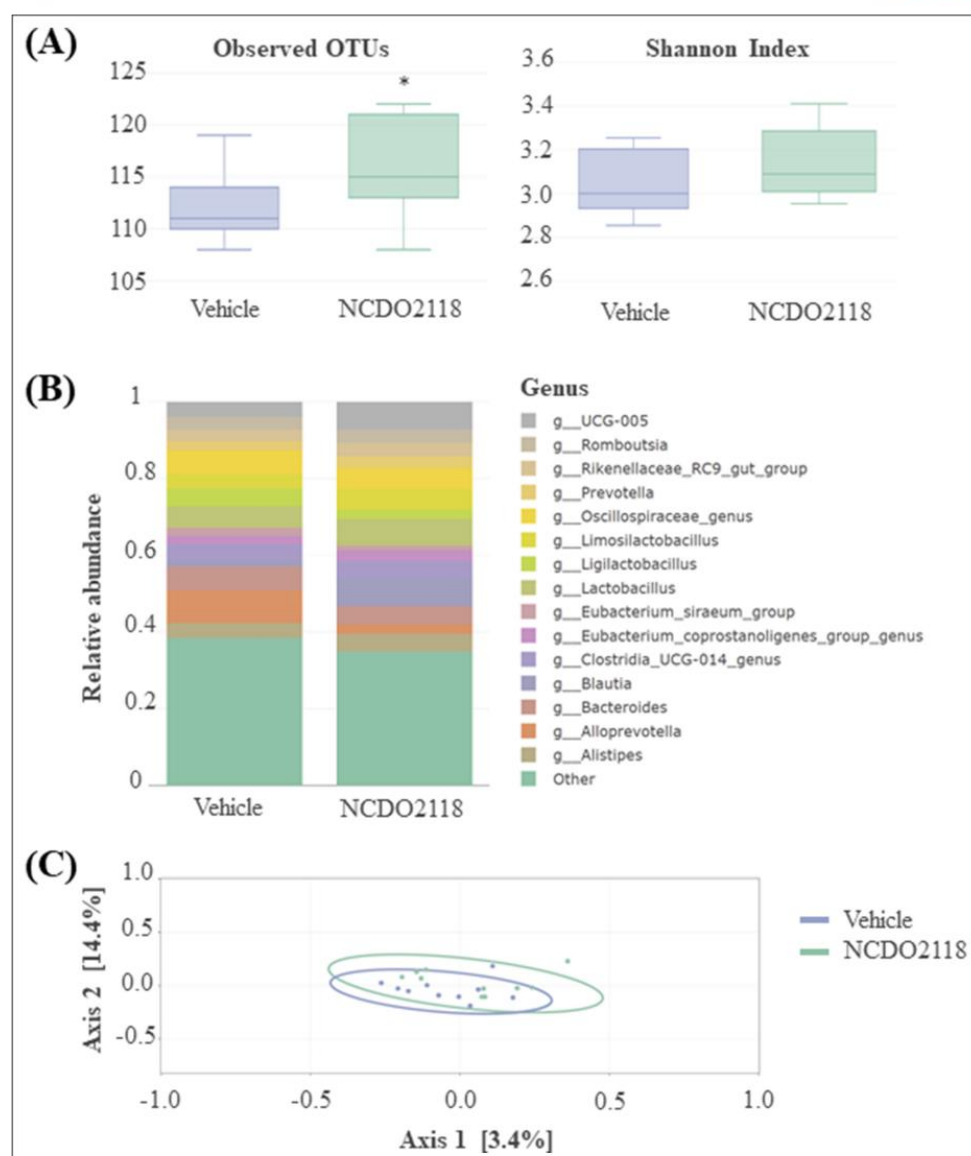 (A)
Observed OTUs
Shannon Index
125
120
115
110
105
*
3.6
3.4
3.2
3.0
2.8
2.6
Vehicle
NCDO2118
Vehicle
NCDO2118
(B)
Relative abundance
1
0.8
0.6
0.4
0.2
0
Vehicle
NCDO2118
Genus
g__UCG-005
g__Romboutsia
g__Rikenellaceae_RC9_gut_group
g__Prevotella
g__Oscillospiraceae_genus
g__Limosilactobacillus
g__Ligilactobacillus
g__Lactobacillus
g__Eubacterium_siraeum_group
g__Eubacterium_coprostanoligenes_group_genus
g__Clostridia_UCG-014_genus
g__Blautia
g__Bacteroides
g__Alloprevotella
g__Alistipes
Other
(C)
Axis 2 [14.4%]
1.0
0.5
0.0
-0.5
-1.0
-0.5
0.0
0.5
1.0
Axis 1 [3.4%]
Vehicle
NCDO2118